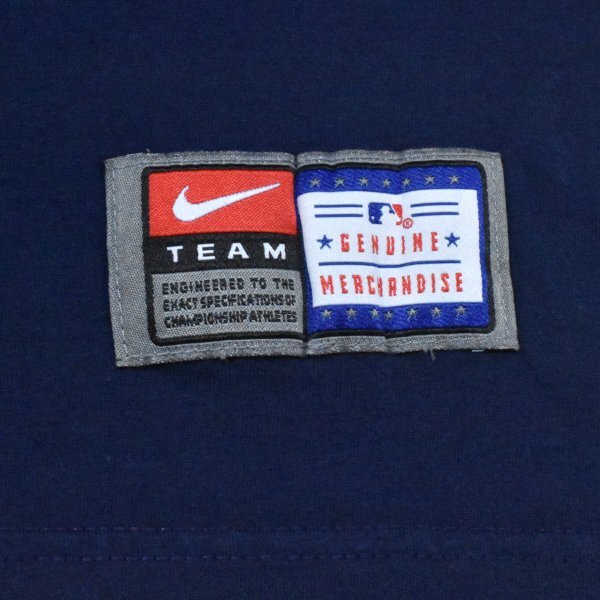 TEAM
ENGINEERED TO THE
EXACT SPECIFICATIONS OF
CHAMPIONSHIP ATHLETES
GENUINE
MERCHANDISE